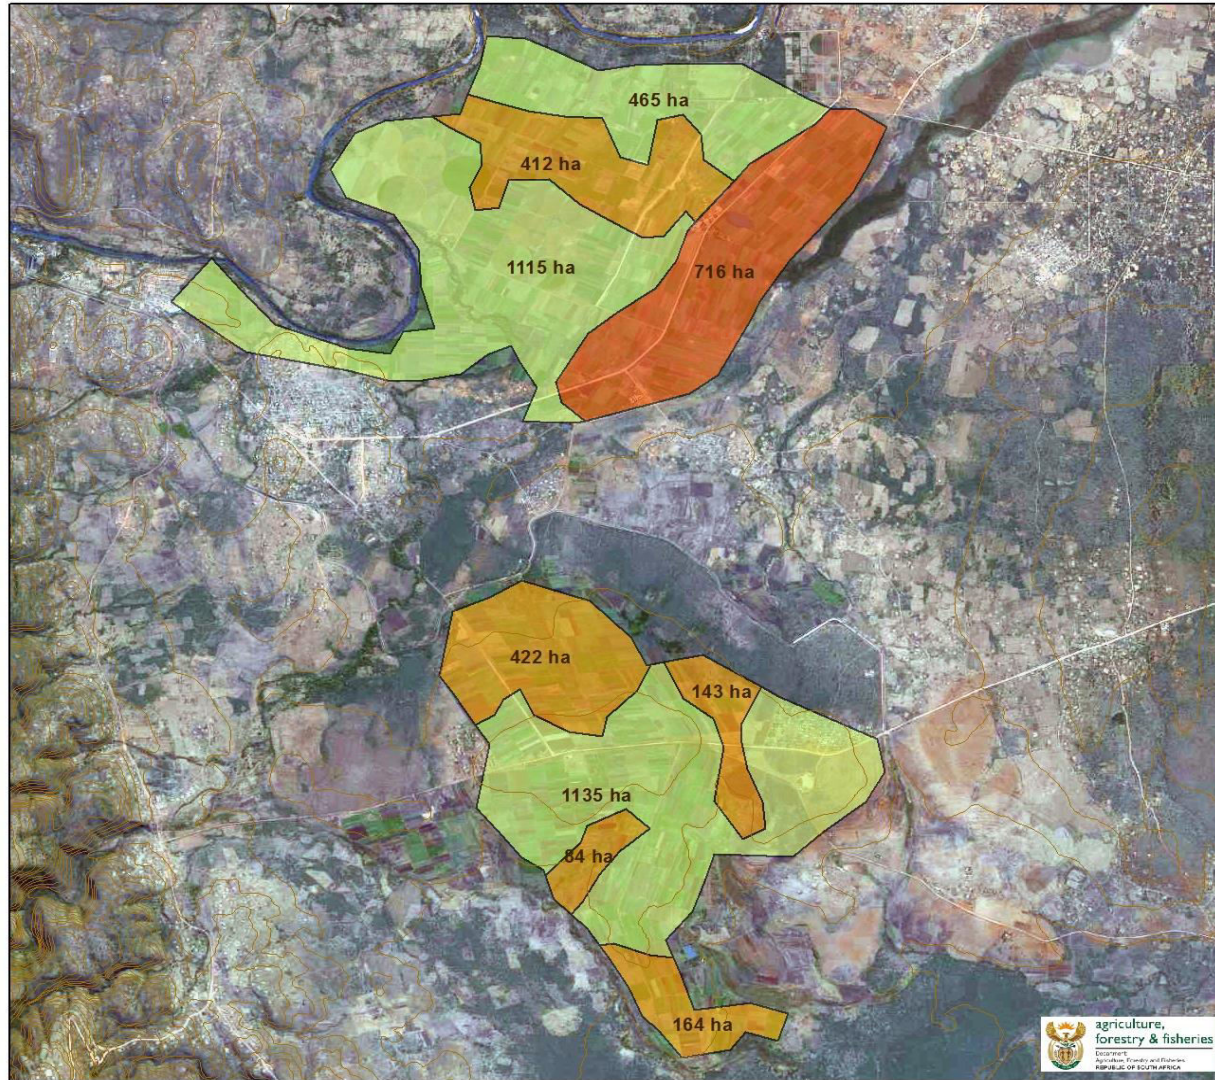 465 ha
412 ha
1115 ha
716 ha
422 ha
143 ha
1135 ha
84 ha
164 ha
agriculture,
forestry & fisheries
Department:
Agriculture, Forestry and Fisheries
REPUBLIC OF SOUTH AFRICA